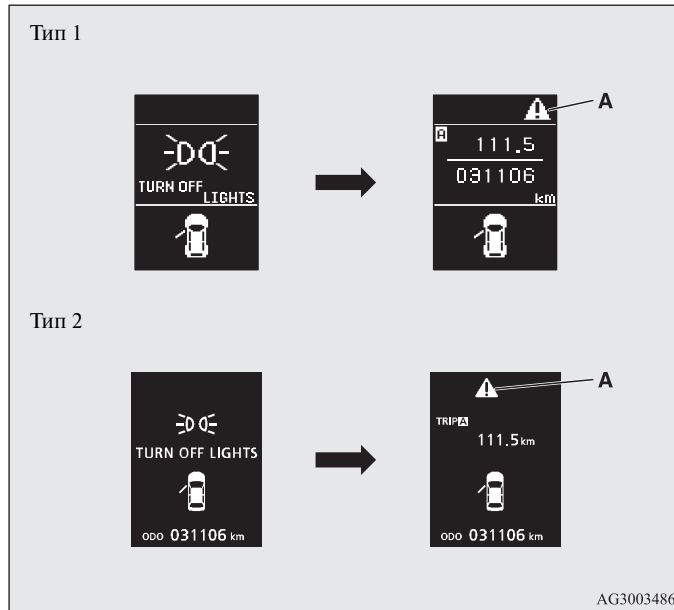 Тип 1
TURN OFF
LIGHTS
A
A
111.5
031106
km
Тип 2
TURN OFF LIGHTS
ODO 031106 km
A
TRIP A
111.5 km
ODO 031106 km
AG3003486